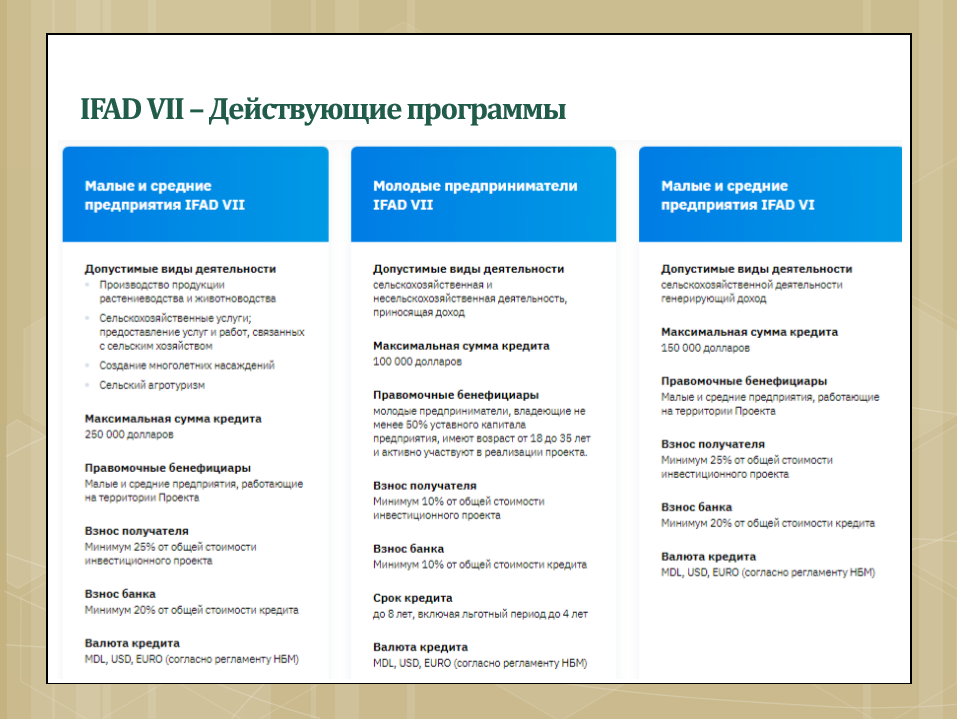 IFAD VII – Действующие программы
Малые и средние
предприятия IFAD VII
Допустимые виды деятельности
Производство продукции
растениеводства и животноводства
Сельскохозяйственные услуги;
предоставление услуг и работ, связанных
с сельским хозяйством
Создание многолетних насаждений
Сельский агротуризм
Максимальная сумма кредита
250 000 долларов
Правомочные бенефициары
Малые и средние предприятия, работающие
на территории Проекта
Взнос получателя
Минимум 25% от общей стоимости
инвестиционного проекта
Взнос банка
Минимум 20% от общей стоимости кредита
Валюта кредита
MDL, USD, EURO (согласно регламенту НБМ)
Молодые предприниматели
IFAD VII
Допустимые виды деятельности
сельскохозяйственная и
несельскохозяйственная деятельность,
приносящая доход
Максимальная сумма кредита
100 000 долларов
Правомочные бенефициары
молодые предприниматели, владеющие не
менее 50% уставного капитала
предприятия, имеют возраст от 18 до 35 лет
и активно участвуют в реализации проекта.
Взнос получателя
Минимум 10% от общей стоимости
инвестиционного проекта
Взнос банка
Минимум 10% от общей стоимости кредита
Срок кредита
до 8 лет, включая льготный период до 4 лет
Валюта кредита
MDL, USD, EURO (согласно регламенту НБМ)
Малые и средние
предприятия IFAD VI
Допустимые виды деятельности
сельскохозяйственной деятельности
генерирующий доход
Максимальная сумма кредита
150 000 долларов
Правомочные бенефициары
Малые и средние предприятия, работающие
на территории Проекта
Взнос получателя
Минимум 25% от общей стоимости
инвестиционного проекта
Взнос банка
Минимум 20% от общей стоимости кредита
Валюта кредита
MDL, USD, EURO (согласно регламенту НБМ)